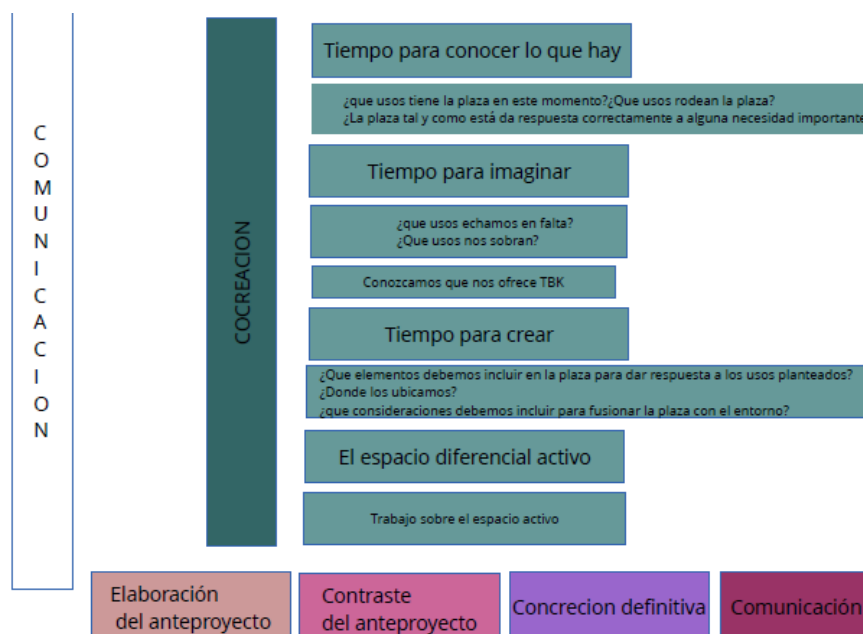 COMUNICACION
COCREACION
Tiempo para conocer lo que hay
¿que usos tiene la plaza en este momento?¿Que usos rodean la plaza?
¿La plaza tal y como está da respuesta correctamente a alguna necesidad importante
Tiempo para imaginar
¿que usos echamos en falta?
¿Que usos nos sobran?
Conozcamos que nos ofrece TBK
Tiempo para crear
¿Que elementos debemos incluir en la plaza para dar respuesta a los usos planteados?
¿Donde los ubicamos?
¿que consideraciones debemos incluir para fusionar la plaza con el entorno?
El espacio diferencial activo
Trabajo sobre el espacio activo
Elaboración
del anteproyecto
Contraste
del anteproyecto
Concrecion definitiva
Comunicación